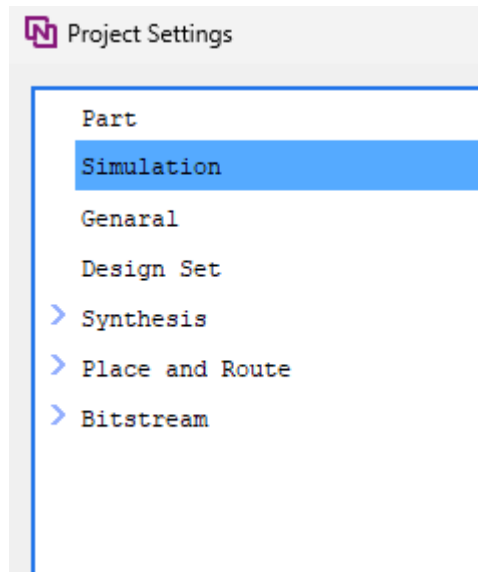 Project Settings
Part
Simulation
Genaral
Design Set
Synthesis
Place and Route
Bitstream